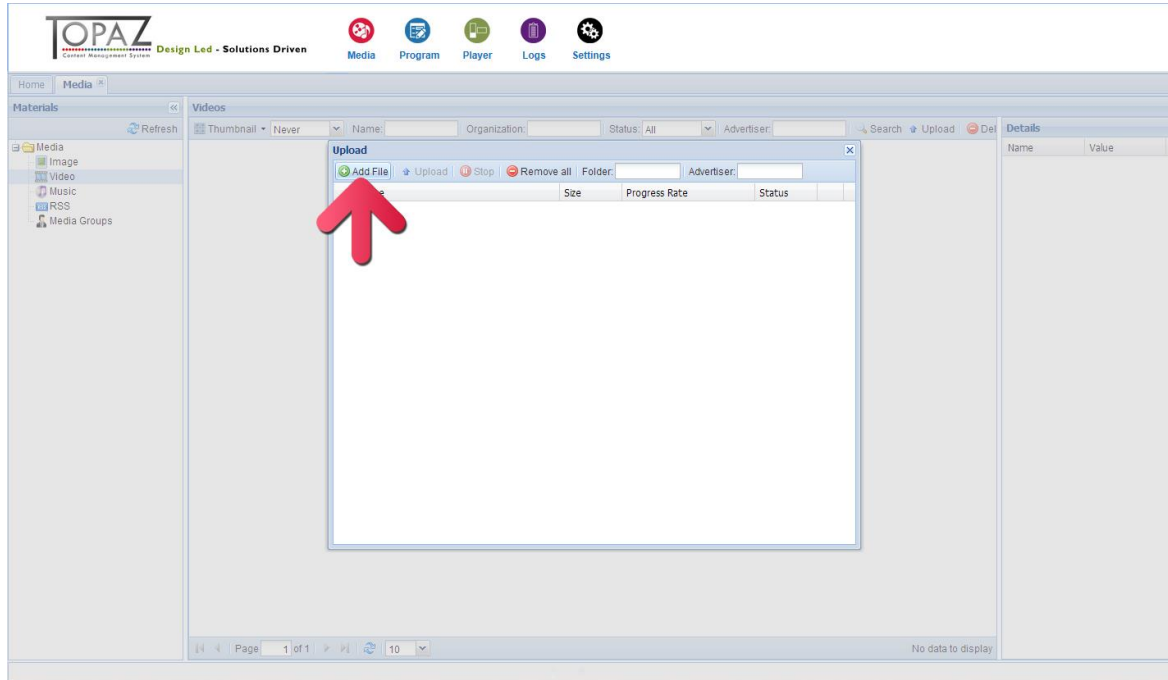 TOPAZ
Content Management System
Design Led - Solutions Driven
Media
Program
Player
Logs
Settings
Home
Media
Materials
Videos
Refresh
Thumbnail
Never
Name:
Organization:
Status: All
Advertiser:
Search
Upload
Del
Details
Name
Value
Media
Image
Video
Music
RSS
Media Groups
Upload
Add File
Upload
Stop
Remove all
Folder:
Advertiser:
Size
Progress Rate
Status
Page 1 of 1
10
No data to display